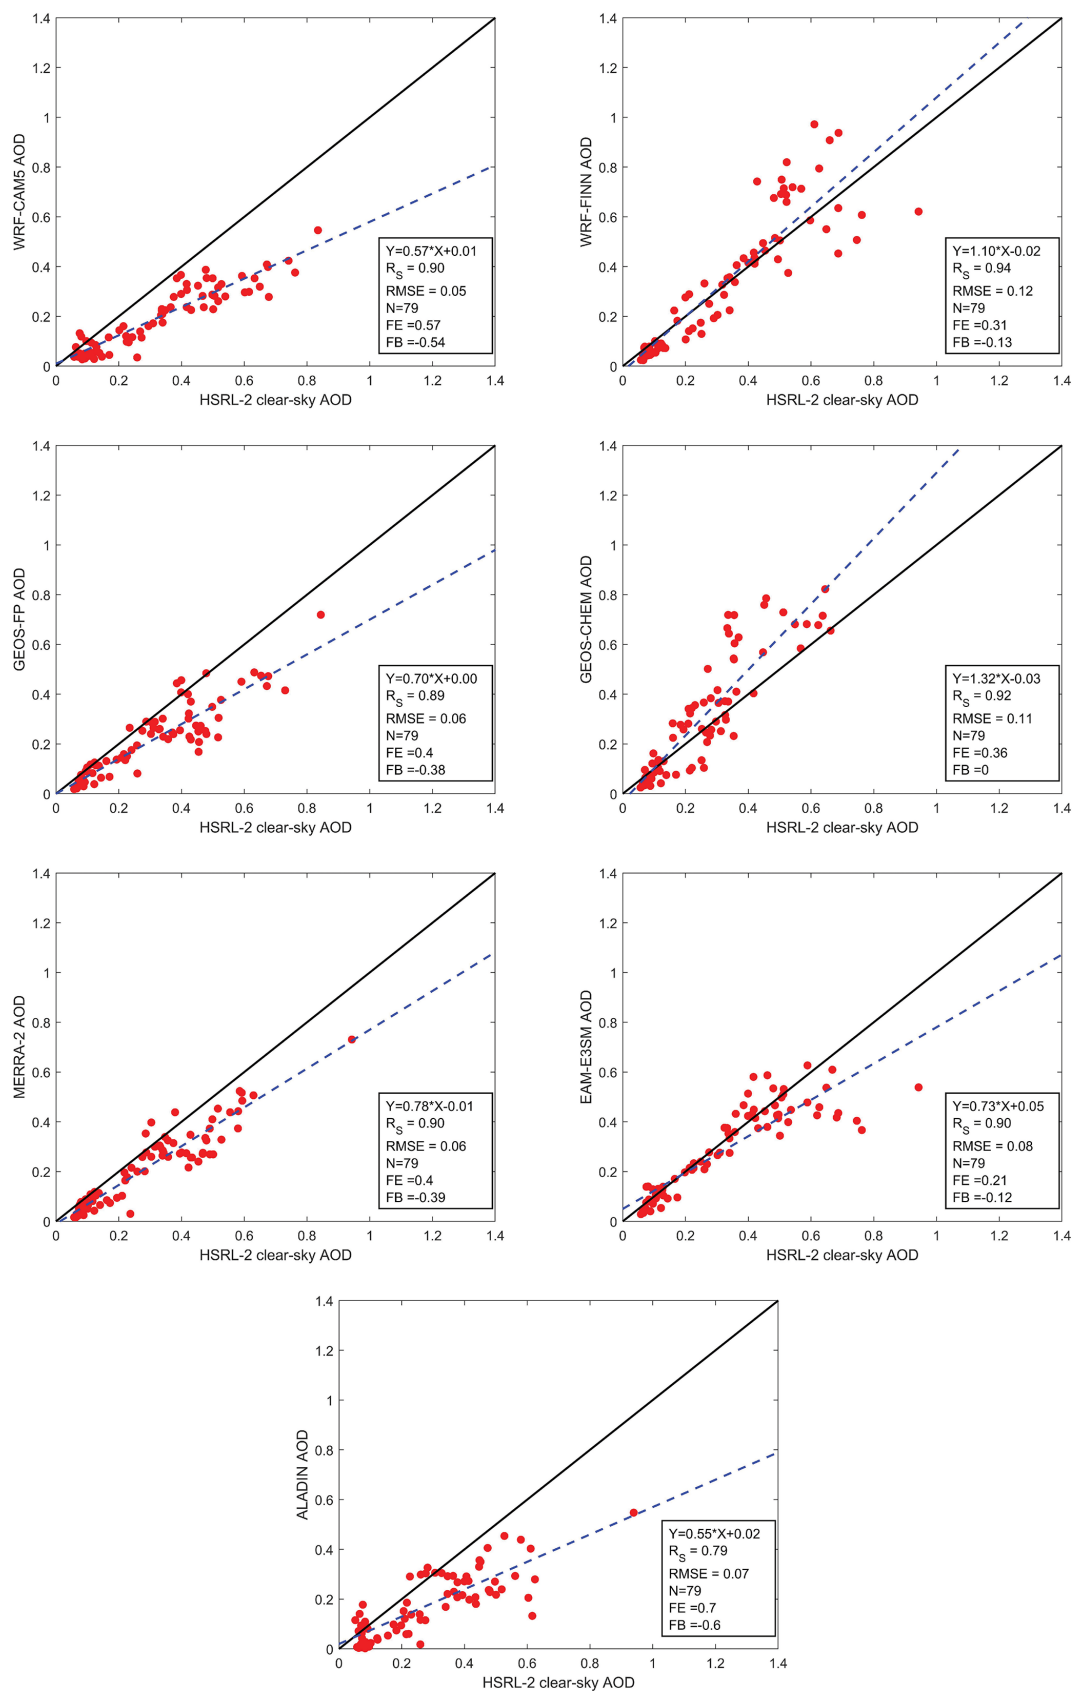 1.4
1.2
1
0.8
0.6
0.4
0.2
0
WRF-CAM5 AOD
Y=0.57*X+0.01
R_S = 0.90
RMSE = 0.05
N=79
FE =0.57
FB =-0.54
0 0.2 0.4 0.6 0.8 1 1.2 1.4
HSRL-2 clear-sky AOD
1.4
1.2
1
0.8
0.6
0.4
0.2
0
WRF-FINN AOD
Y=1.10*X-0.02
R_S = 0.94
RMSE = 0.12
N=79
FE =0.31
FB =-0.13
0 0.2 0.4 0.6 0.8 1 1.2 1.4
HSRL-2 clear-sky AOD
1.4
1.2
1
0.8
0.6
0.4
0.2
0
GEOS-FP AOD
Y=0.70*X+0.00
R_S = 0.89
RMSE = 0.06
N=79
FE =0.4
FB =-0.38
0 0.2 0.4 0.6 0.8 1 1.2 1.4
HSRL-2 clear-sky AOD
1.4
1.2
1
0.8
0.6
0.4
0.2
0
GEOS-CHEM AOD
Y=1.32*X-0.03
R_S = 0.92
RMSE = 0.11
N=79
FE =0.36
FB =0
0 0.2 0.4 0.6 0.8 1 1.2 1.4
HSRL-2 clear-sky AOD
1.4
1.2
1
0.8
0.6
0.4
0.2
0
MERRA-2 AOD
Y=0.78*X-0.01
R_S = 0.90
RMSE = 0.06
N=79
FE =0.4
FB =-0.39
0 0.2 0.4 0.6 0.8 1 1.2 1.4
HSRL-2 clear-sky AOD
1.4
1.2
1
0.8
0.6
0.4
0.2
0
EAM-E3SM AOD
Y=0.73*X+0.05
R_S = 0.90
RMSE = 0.08
N=79
FE =0.21
FB =-0.12
0 0.2 0.4 0.6 0.8 1 1.2 1.4
HSRL-2 clear-sky AOD
1.4
1.2
1
0.8
0.6
0.4
0.2
0
ALADIN AOD
Y=0.55*X+0.02
R_S = 0.79
RMSE = 0.07
N=79
FE =0.7
FB =-0.6
0 0.2 0.4 0.6 0.8 1 1.2 1.4
HSRL-2 clear-sky AOD